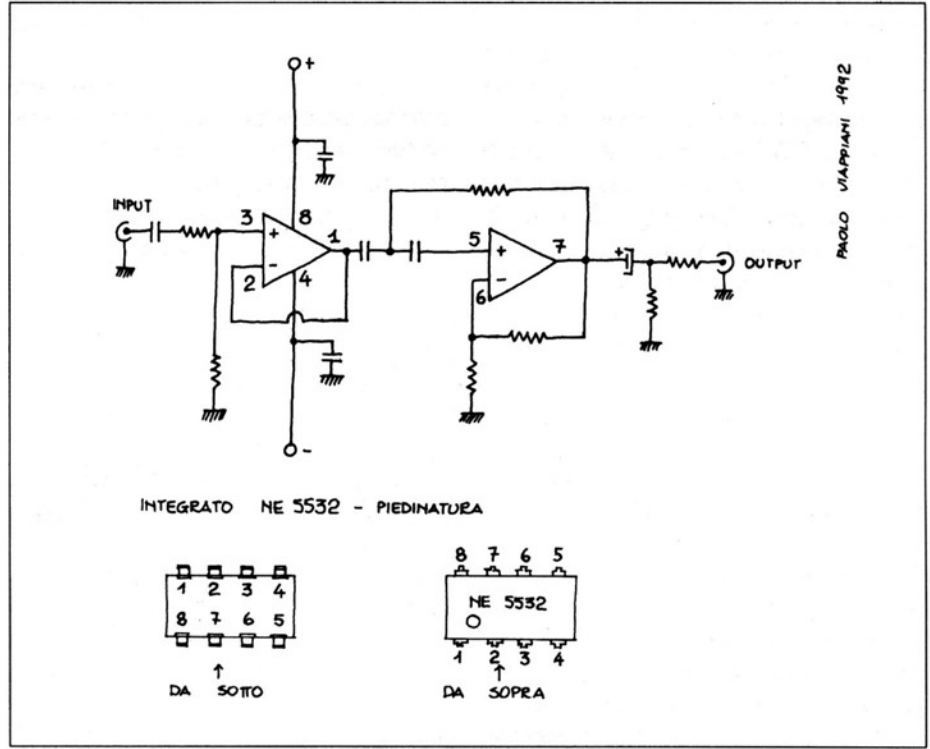 +
PAOLO VIAPPIANI 1992
INPUT
3
8
+
1
-
2
4
5
+
7
-
6
+
OUTPUT
-
INTEGRATO NE 5532 - PIEDINATURA
1 2 3 4
8 7 6 5
↑
DA SOTTO
8 7 6 5
NE 5532
1 2 3 4
↑
DA SOPRA